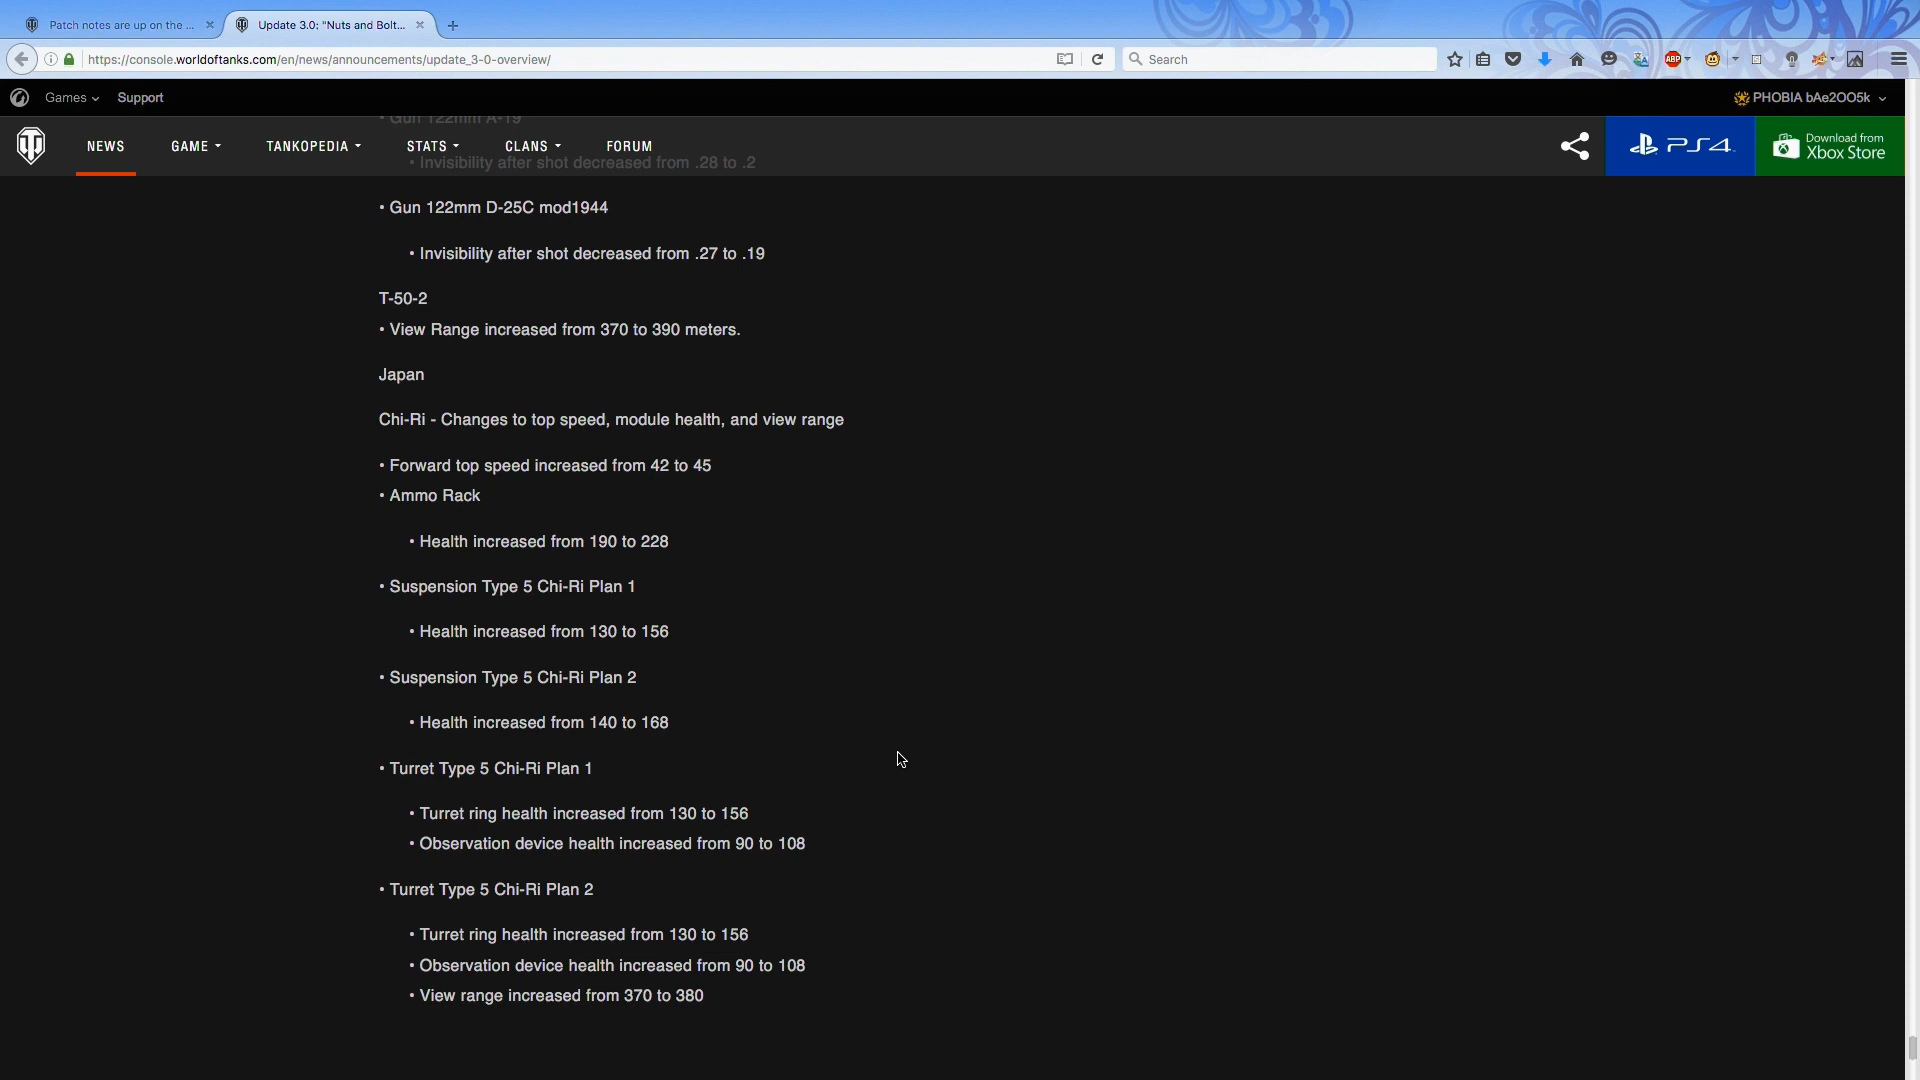 Patch notes are up on the ...
Update 3.0: "Nuts and Bolt...
https://console.worldoftanks.com/en/news/announcements/update_3-0-overview/
Search
ABP
Games
Support
PHOBIA bAe2OO5k
• Gun 122mm A-19
NEWS
GAME
TANKOPEDIA
STATS
CLANS
FORUM
PS4
Download from
Xbox Store
• Invisibility after shot decreased from .28 to .2
• Gun 122mm D-25C mod1944
• Invisibility after shot decreased from .27 to .19
T-50-2
• View Range increased from 370 to 390 meters.
Japan
Chi-Ri - Changes to top speed, module health, and view range
• Forward top speed increased from 42 to 45
• Ammo Rack
• Health increased from 190 to 228
• Suspension Type 5 Chi-Ri Plan 1
• Health increased from 130 to 156
• Suspension Type 5 Chi-Ri Plan 2
• Health increased from 140 to 168
• Turret Type 5 Chi-Ri Plan 1
• Turret ring health increased from 130 to 156
• Observation device health increased from 90 to 108
• Turret Type 5 Chi-Ri Plan 2
• Turret ring health increased from 130 to 156
• Observation device health increased from 90 to 108
• View range increased from 370 to 380